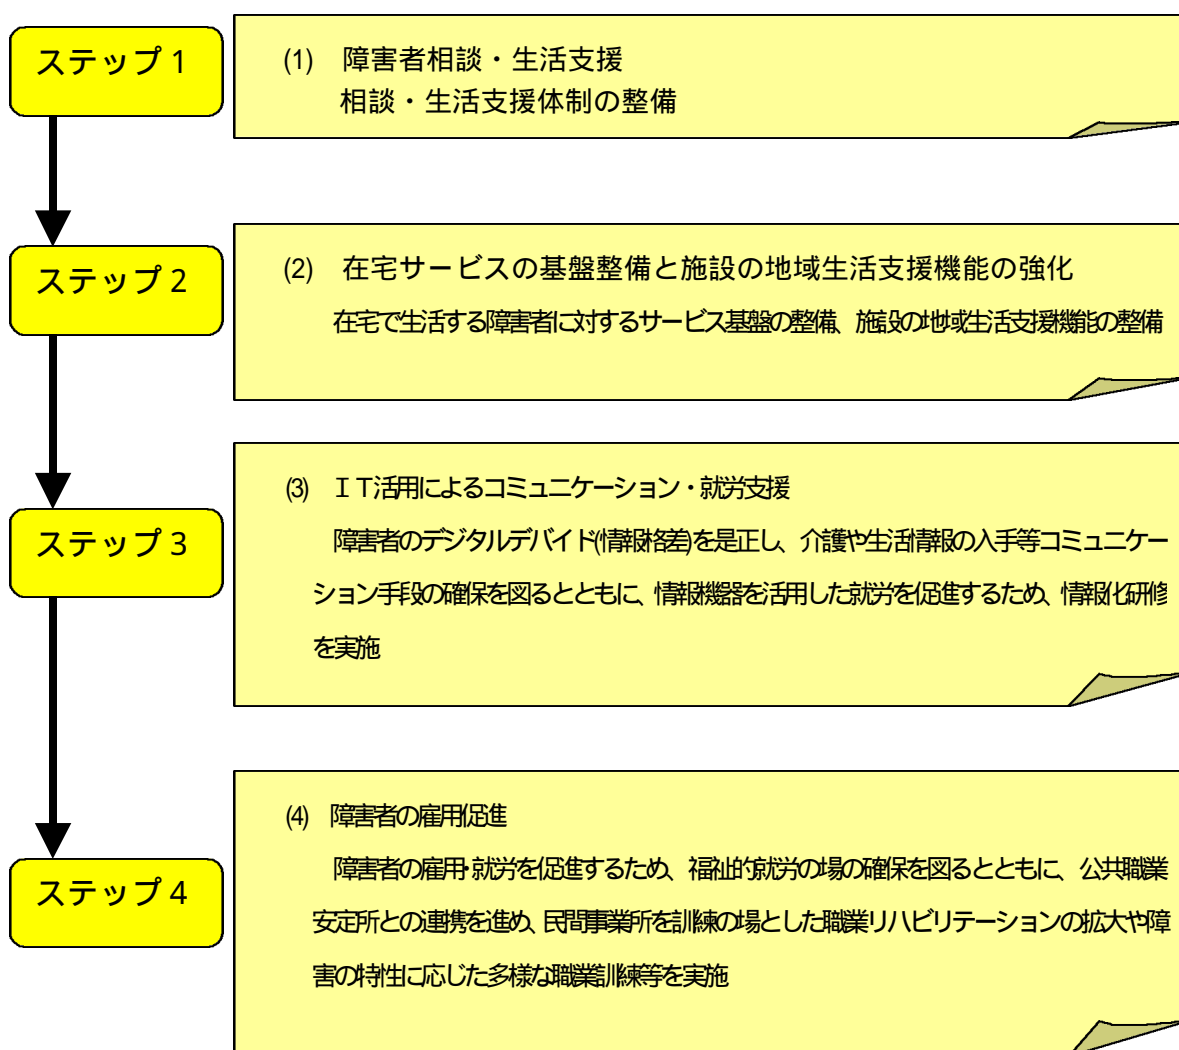 ステップ１
(1) 障害者相談・生活支援
相談・生活支援体制の整備
ステップ２
(2) 在宅サービスの基盤整備と施設の地域生活支援機能の強化
在宅で生活する障害者に対するサービス基盤の整備、施設の地域生活支援機能の整備
ステップ３
(3) ＩＴ活用によるコミュニケーション・就労支援
障害者のデジタルデバイド(情報格差)を是正し、介護や生活情報の入手等コミュニケー
ション手段の確保を図るとともに、情報機器を活用した就労を促進するため、情報化研修
を実施
ステップ４
(4) 障害者の雇用促進
障害者の雇用・就労を促進するため、福祉的就労の場の確保を図るとともに、公共職業
安定所との連携を進め、民間事業所を訓練の場とした職業リハビリテーションの拡大や障
害の特性に応じた多様な職業訓練等を実施